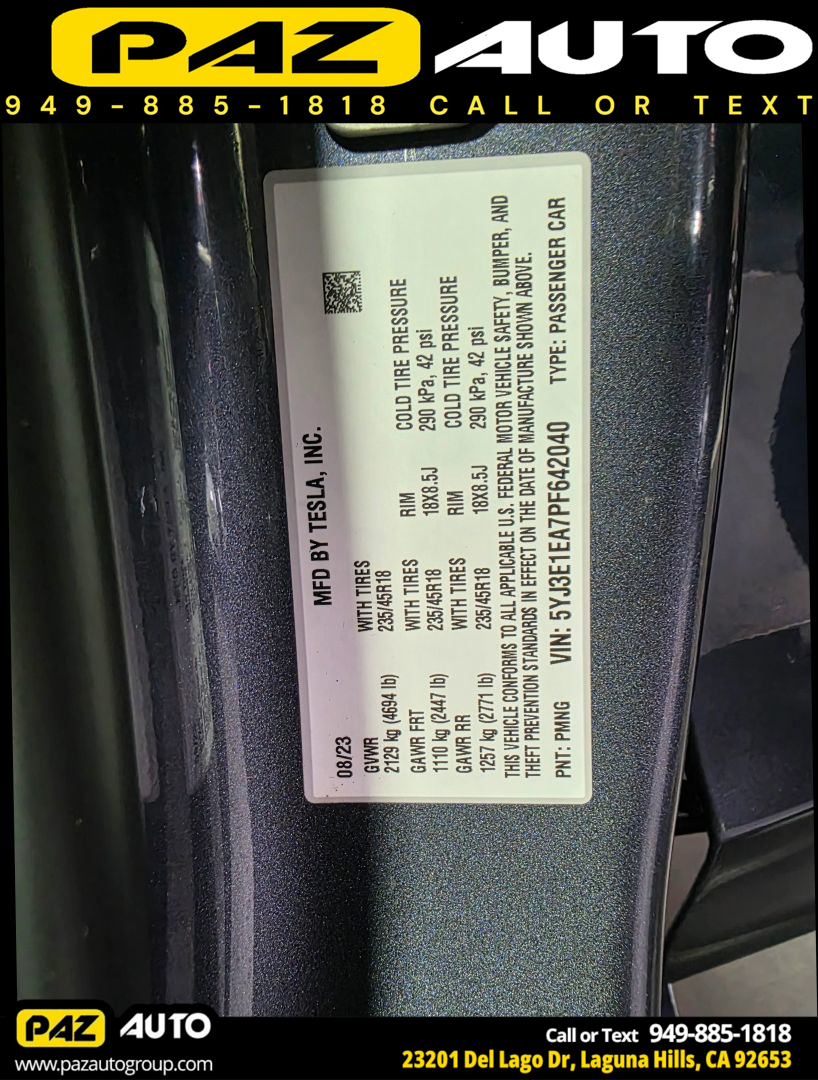 PAZ AUTO
949-885-1818 CALL OR TEXT
MFD BY TESLA, INC.
08/23
GVWR WITH TIRES
2129 kg (4694 lb) 235/45R18
GAWR FRT WITH TIRES RIM COLD TIRE PRESSURE
1110 kg (2447 lb) 235/45R18 18X8.5J 290 kPa, 42 psi
GAWR RR WITH TIRES RIM COLD TIRE PRESSURE
1257 kg (2771 lb) 235/45R18 18X8.5J 290 kPa, 42 psi
THIS VEHICLE CONFORMS TO ALL APPLICABLE U.S. FEDERAL MOTOR VEHICLE SAFETY, BUMPER, AND
THEFT PREVENTION STANDARDS IN EFFECT ON THE DATE OF MANUFACTURE SHOWN ABOVE.
PNT: PMNG VIN: 5YJ3E1EA7PF642040 TYPE: PASSENGER CAR
PAZ AUTO
www.pazautogroup.com
Call or Text 949-885-1818
23201 Del Lago Dr, Laguna Hills, CA 92653